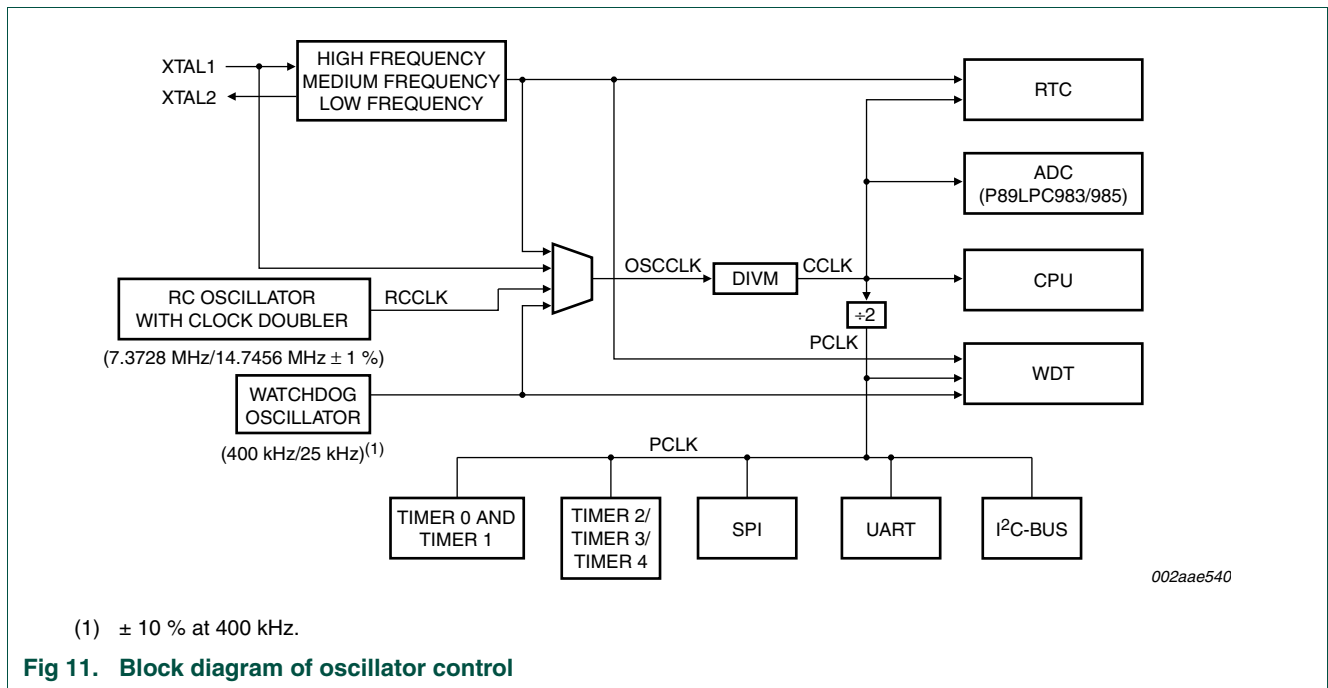 XTAL1
XTAL2
HIGH FREQUENCY
MEDIUM FREQUENCY
LOW FREQUENCY
RTC
ADC
(P89LPC983/985)
OSCCLK
DIVM
CCLK
CPU
RC OSCILLATOR
WITH CLOCK DOUBLER
RCCLK
(7.3728 MHz/14.7456 MHz ± 1 %)
÷2
PCLK
WDT
WATCHDOG
OSCILLATOR
(400 kHz/25 kHz)(1)
PCLK
TIMER 0 AND
TIMER 1
TIMER 2/
TIMER 3/
TIMER 4
SPI
UART
I2C-BUS
002aae540
(1) ± 10 % at 400 kHz.
Fig 11. Block diagram of oscillator control